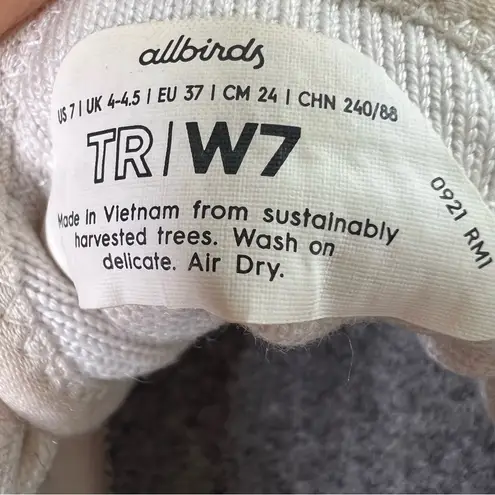 allbirds
US 7 | UK 4-4.5 | EU 37 | CM 24 | CHN 240/88
TR|W7
Made in Vietnam from sustainably
harvested trees. Wash on
delicate. Air Dry.
0921 RM1